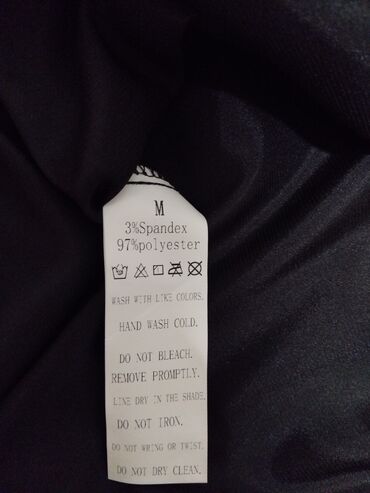 M
3%Spandex
97%polyester
WASH WITH LIKE COLORS.
HAND WASH COLD.
DO NOT BLEACH.
REMOVE PROMPTLY.
LINE DRY IN THE SHADE.
DO NOT IRON.
DO NOT WRING OR TWIST.
DO NOT DRY CLEAN.